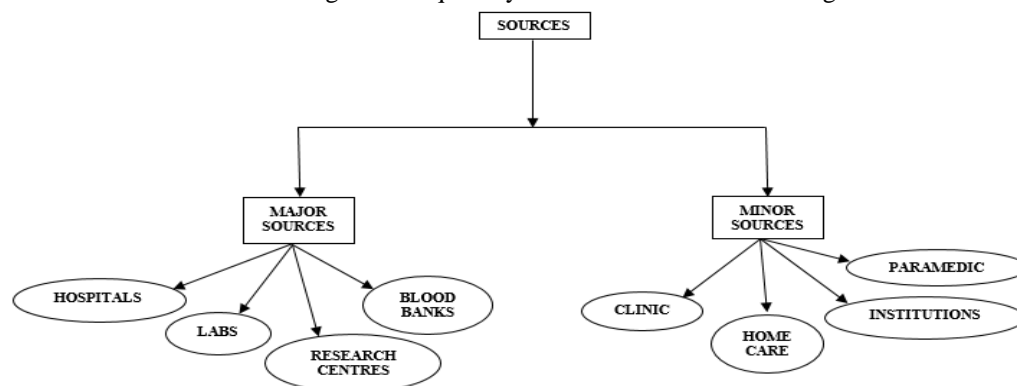 SOURCES
MAJOR
SOURCES
MINOR
SOURCES
HOSPITALS
LABS
RESEARCH
CENTRES
BLOOD
BANKS
CLINIC
HOME
CARE
INSTITUTIONS
PARAMEDIC